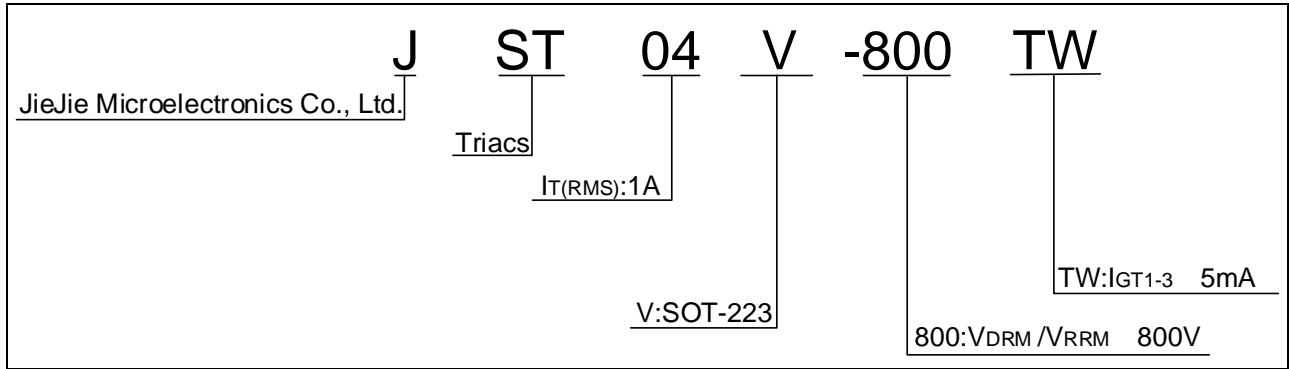 J ST 04 V -800 TW
JieJie Microelectronics Co., Ltd.
Triacs
IT(RMS):1A
TW:IGT1-3 5mA
V:SOT-223
800:VDRM /VRRM 800V